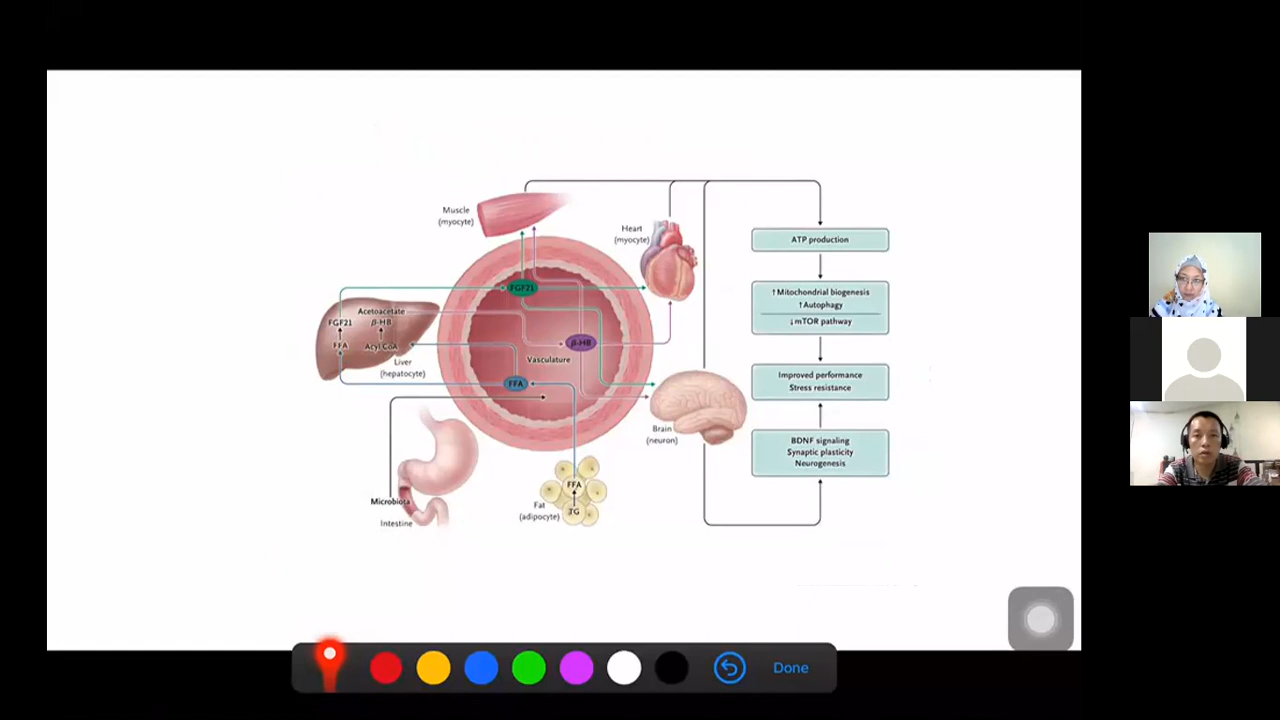 Muscle
(myocyte)
Heart
(myocyte)
ATP production
FGF21
↑Mitochondrial biogenesis
↑Autophagy
↓mTOR pathway
Acetoacetate
FGF21
β-HB
FFA
Acyl CoA
β-HB
Vasculature
Liver
(hepatocyte)
FFA
Improved performance
Stress resistance
Brain
(neuron)
BDNF signaling
Synaptic plasticity
Neurogenesis
Microbiota
Intestine
FFA
Fat
(adipocyte)
TG
Done